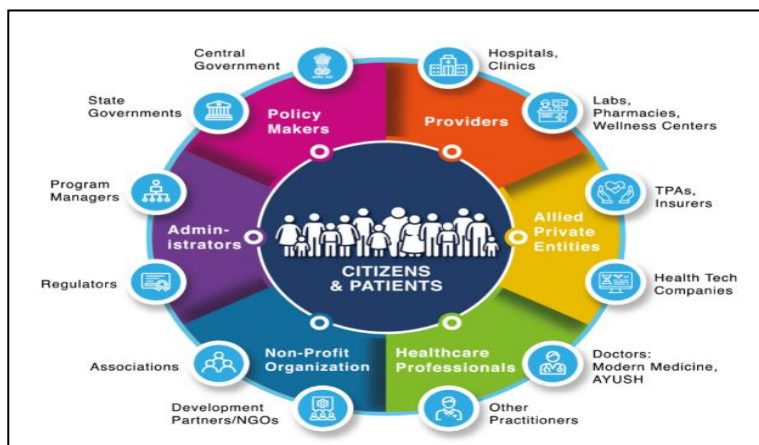 Central
Government
Hospitals,
Clinics
State
Governments
Policy
Makers
Providers
Labs,
Pharmacies,
Wellness Centers
Program
Managers
Admin-
istrators
Allied
Private
Entities
TPAs,
Insurers
CITIZENS
& PATIENTS
Regulators
Health Tech
Companies
Non-Profit
Organization
Healthcare
Professionals
Associations
Doctors:
Modern Medicine,
AYUSH
Development
Partners/NGOs
Other
Practitioners